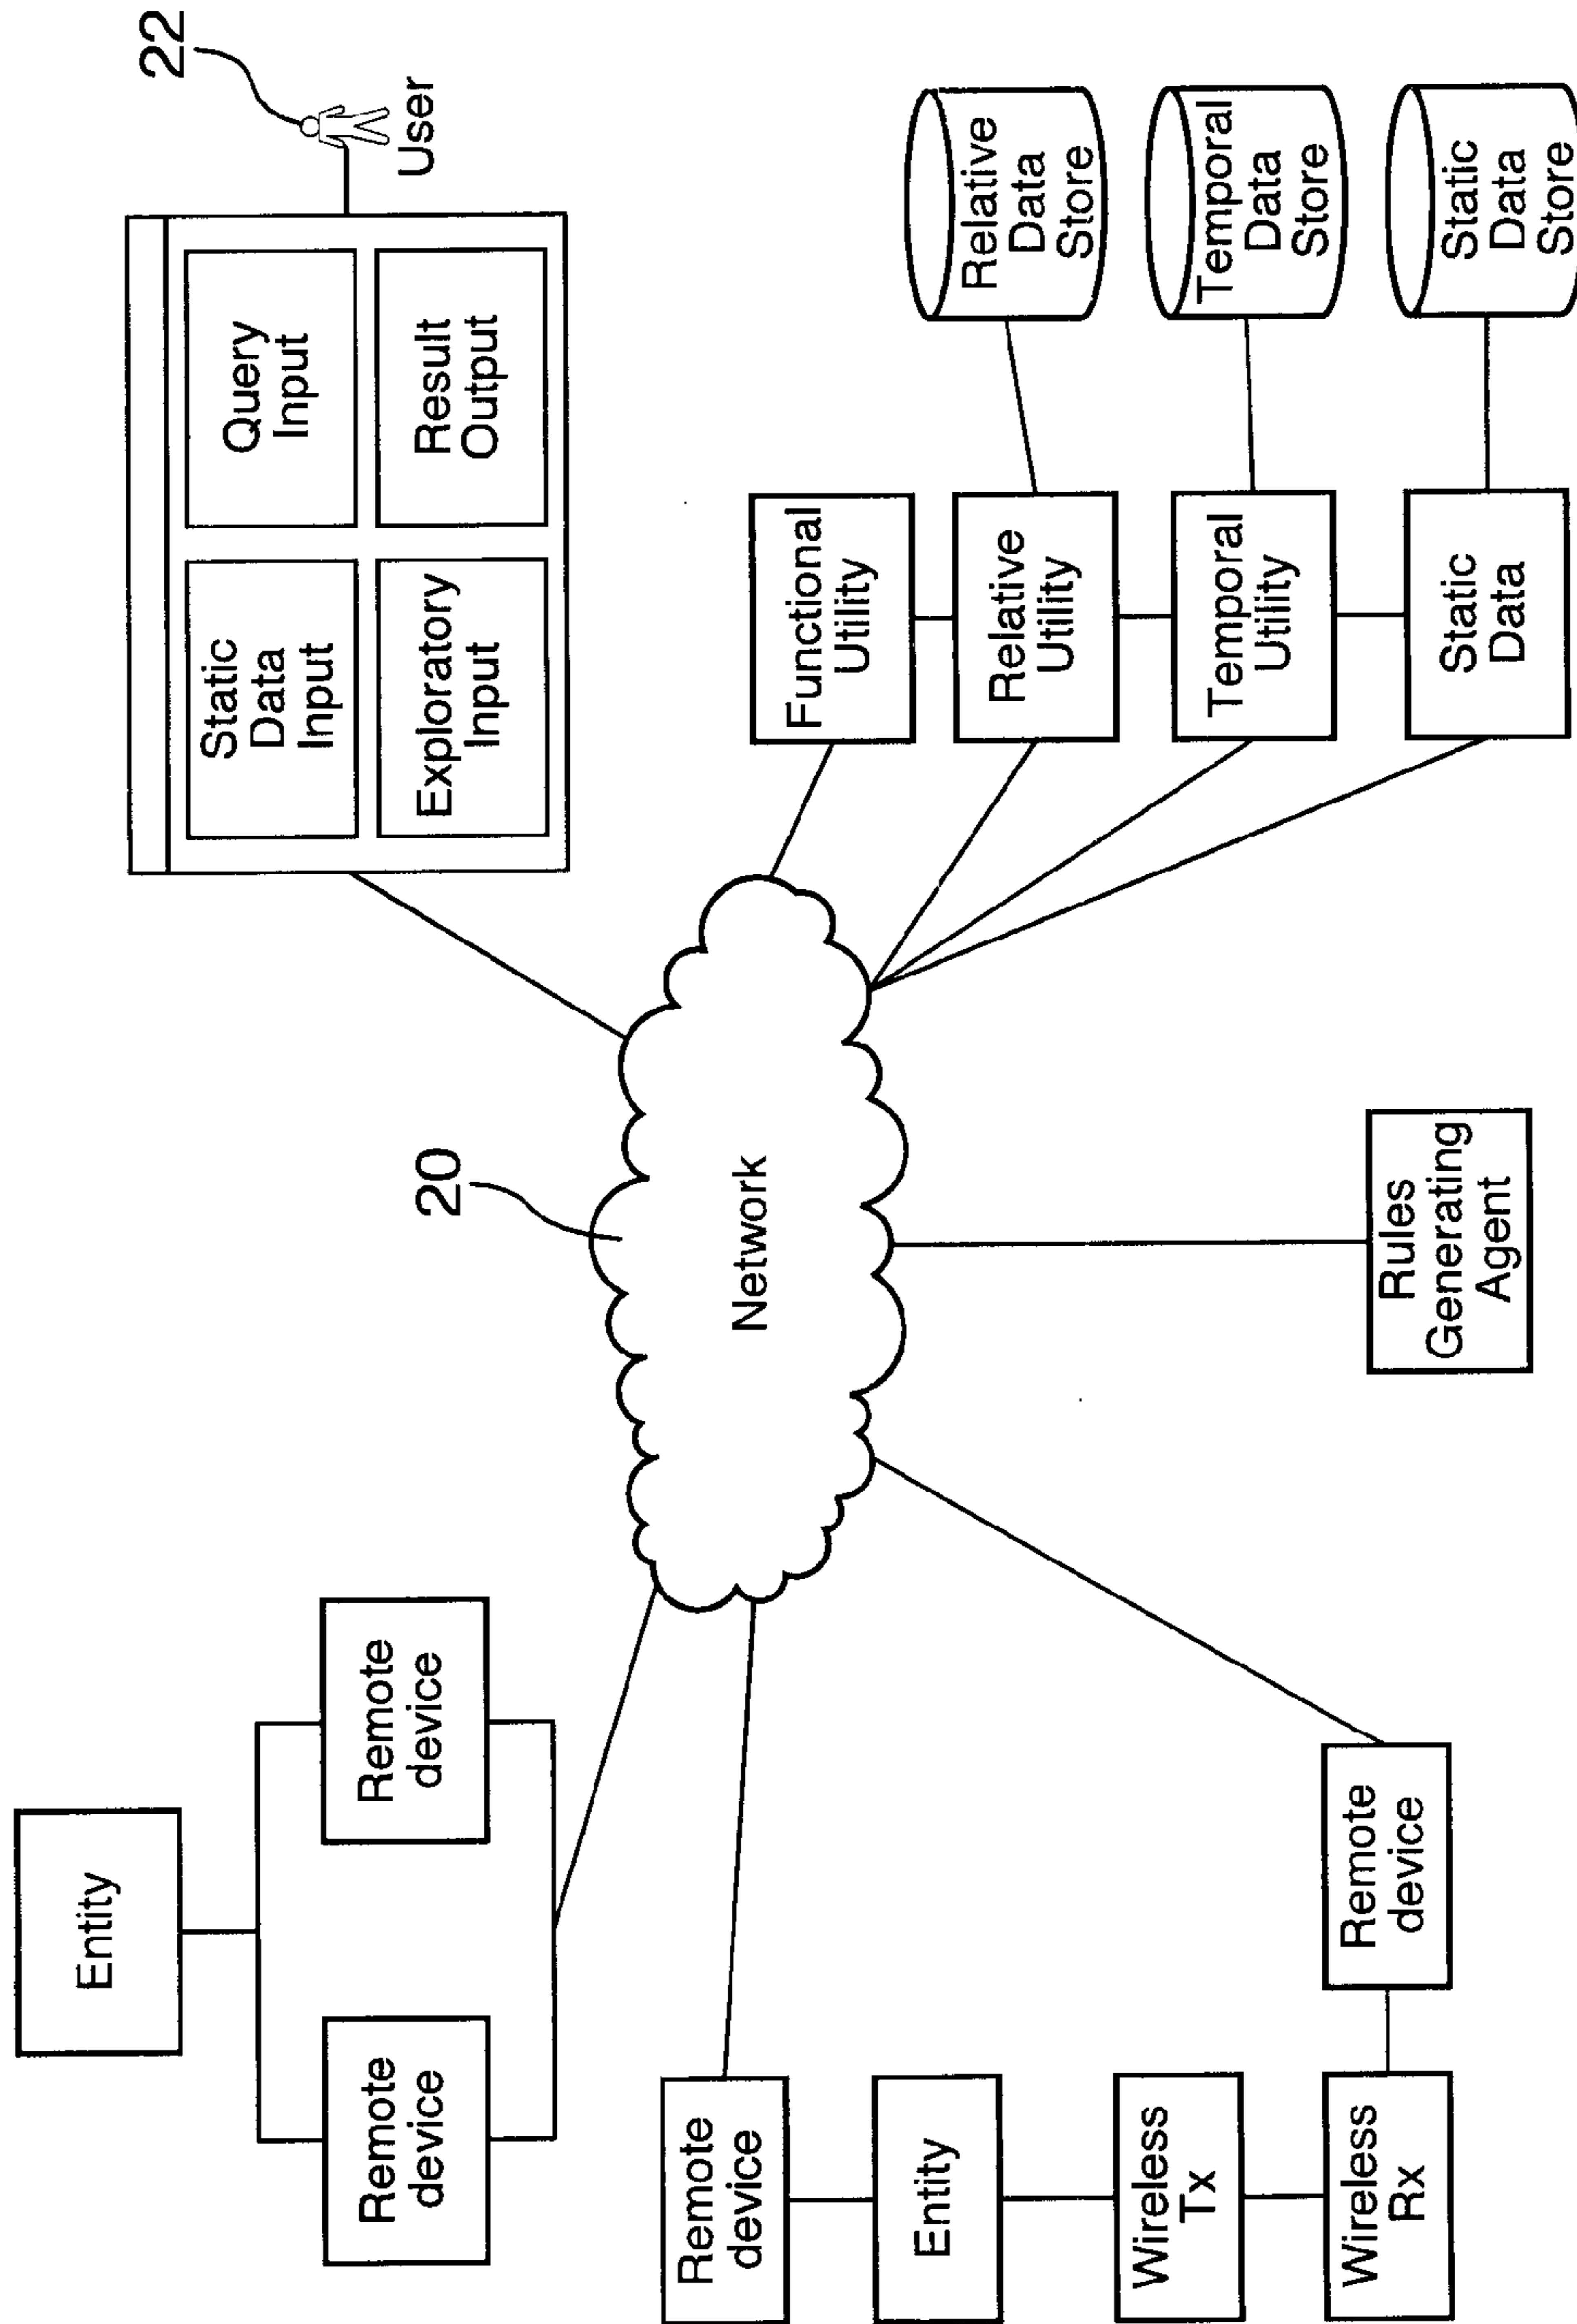 Entity
Remote
device
Remote
device
Static
Data
Input
Query
Input
Exploratory
Input
Result
Output
22
User
20
Network
Remote
device
Entity
Wireless
Tx
Wireless
Rx
Remote
device
Rules
Generating
Agent
Functional
Utility
Relative
Utility
Temporal
Utility
Static
Data
Relative
Data
Store
Temporal
Data
Store
Static
Data
Store